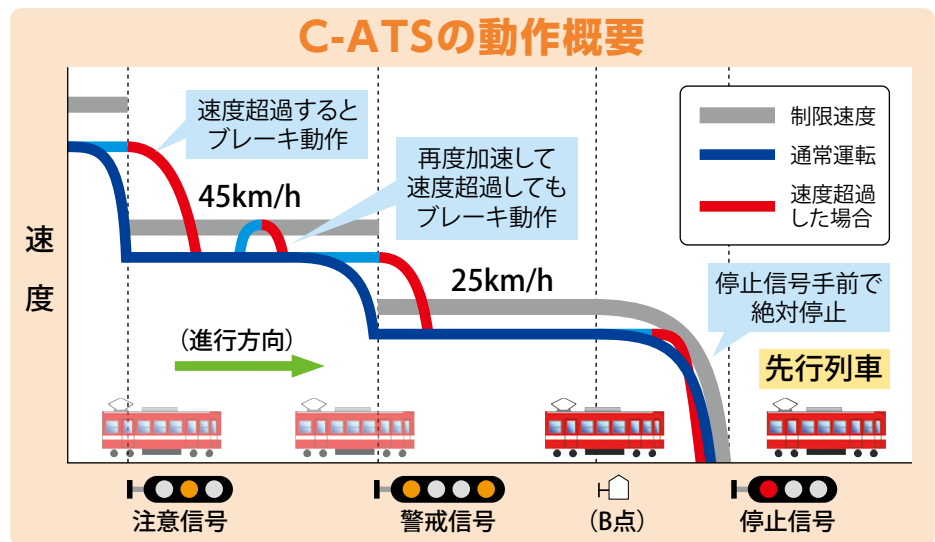 C-ATSの動作概要
速度超過すると
ブレーキ動作
45km/h
再度加速して
速度超過しても
ブレーキ動作
制限速度
通常運転
速度超過
した場合
速
度
25km/h
停止信号手前で
絶対停止
（進行方向）
先行列車
注意信号
警戒信号
（B点）
停止信号